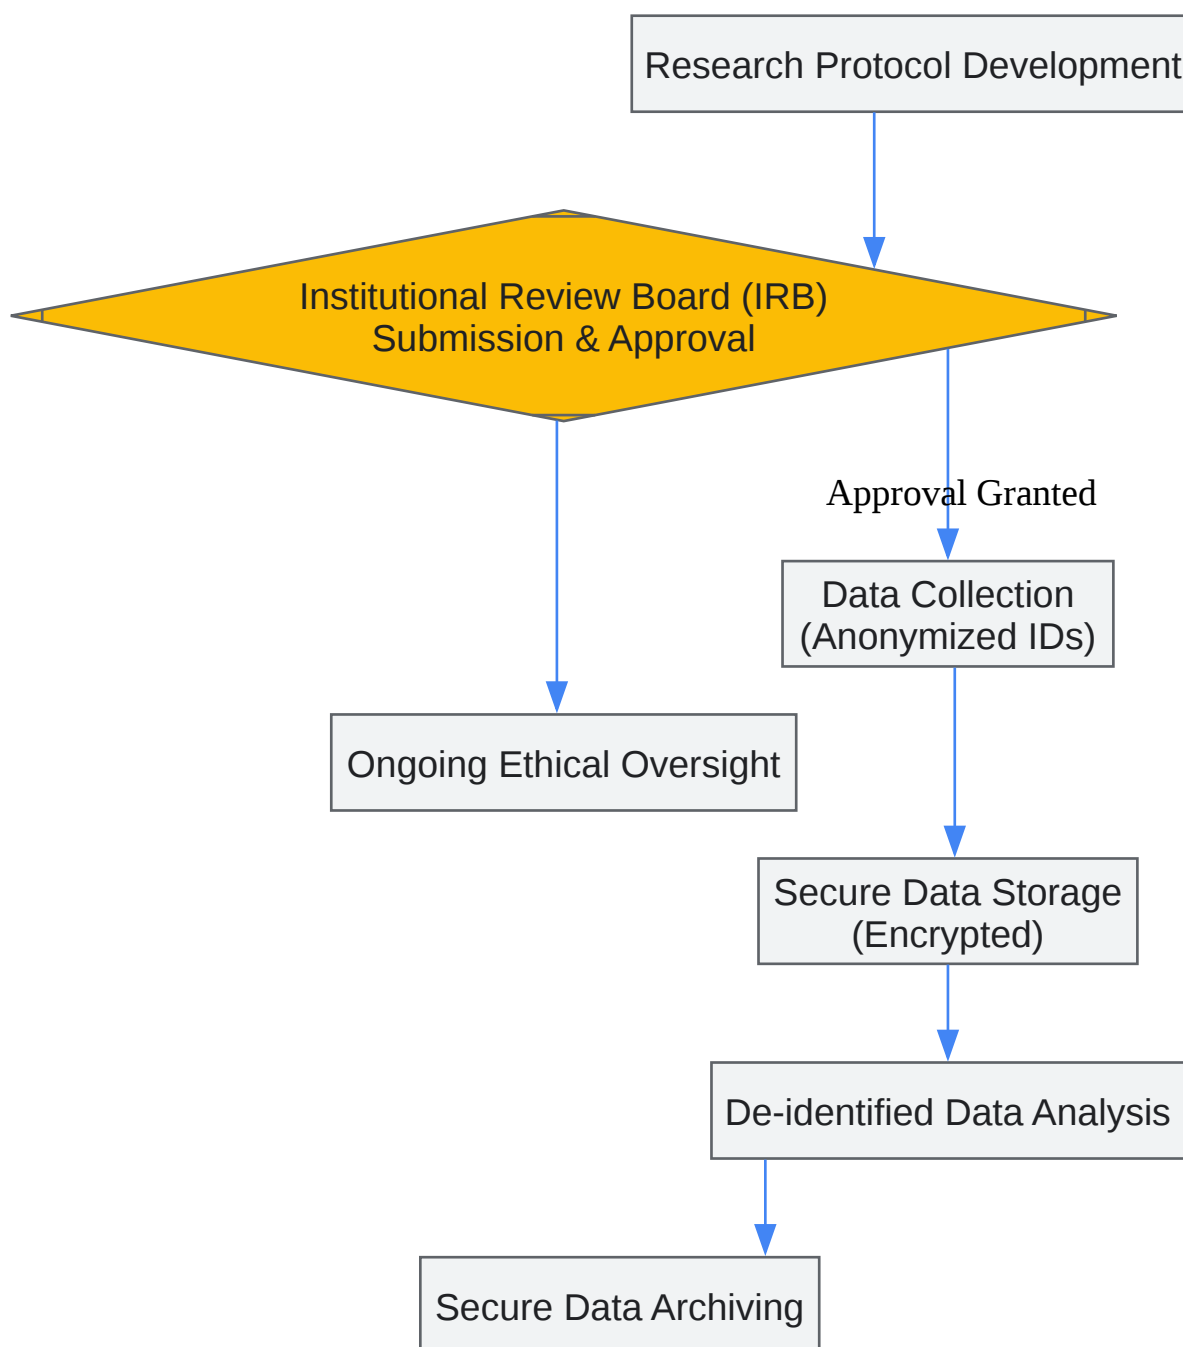 Research Protocol Development
Institutional Review Board (IRB)
Submission & Approval
Approval Granted
Data Collection
(Anonymized IDs)
Ongoing Ethical Oversight
Secure Data Storage
(Encrypted)
De-identified Data Analysis
Secure Data Archiving